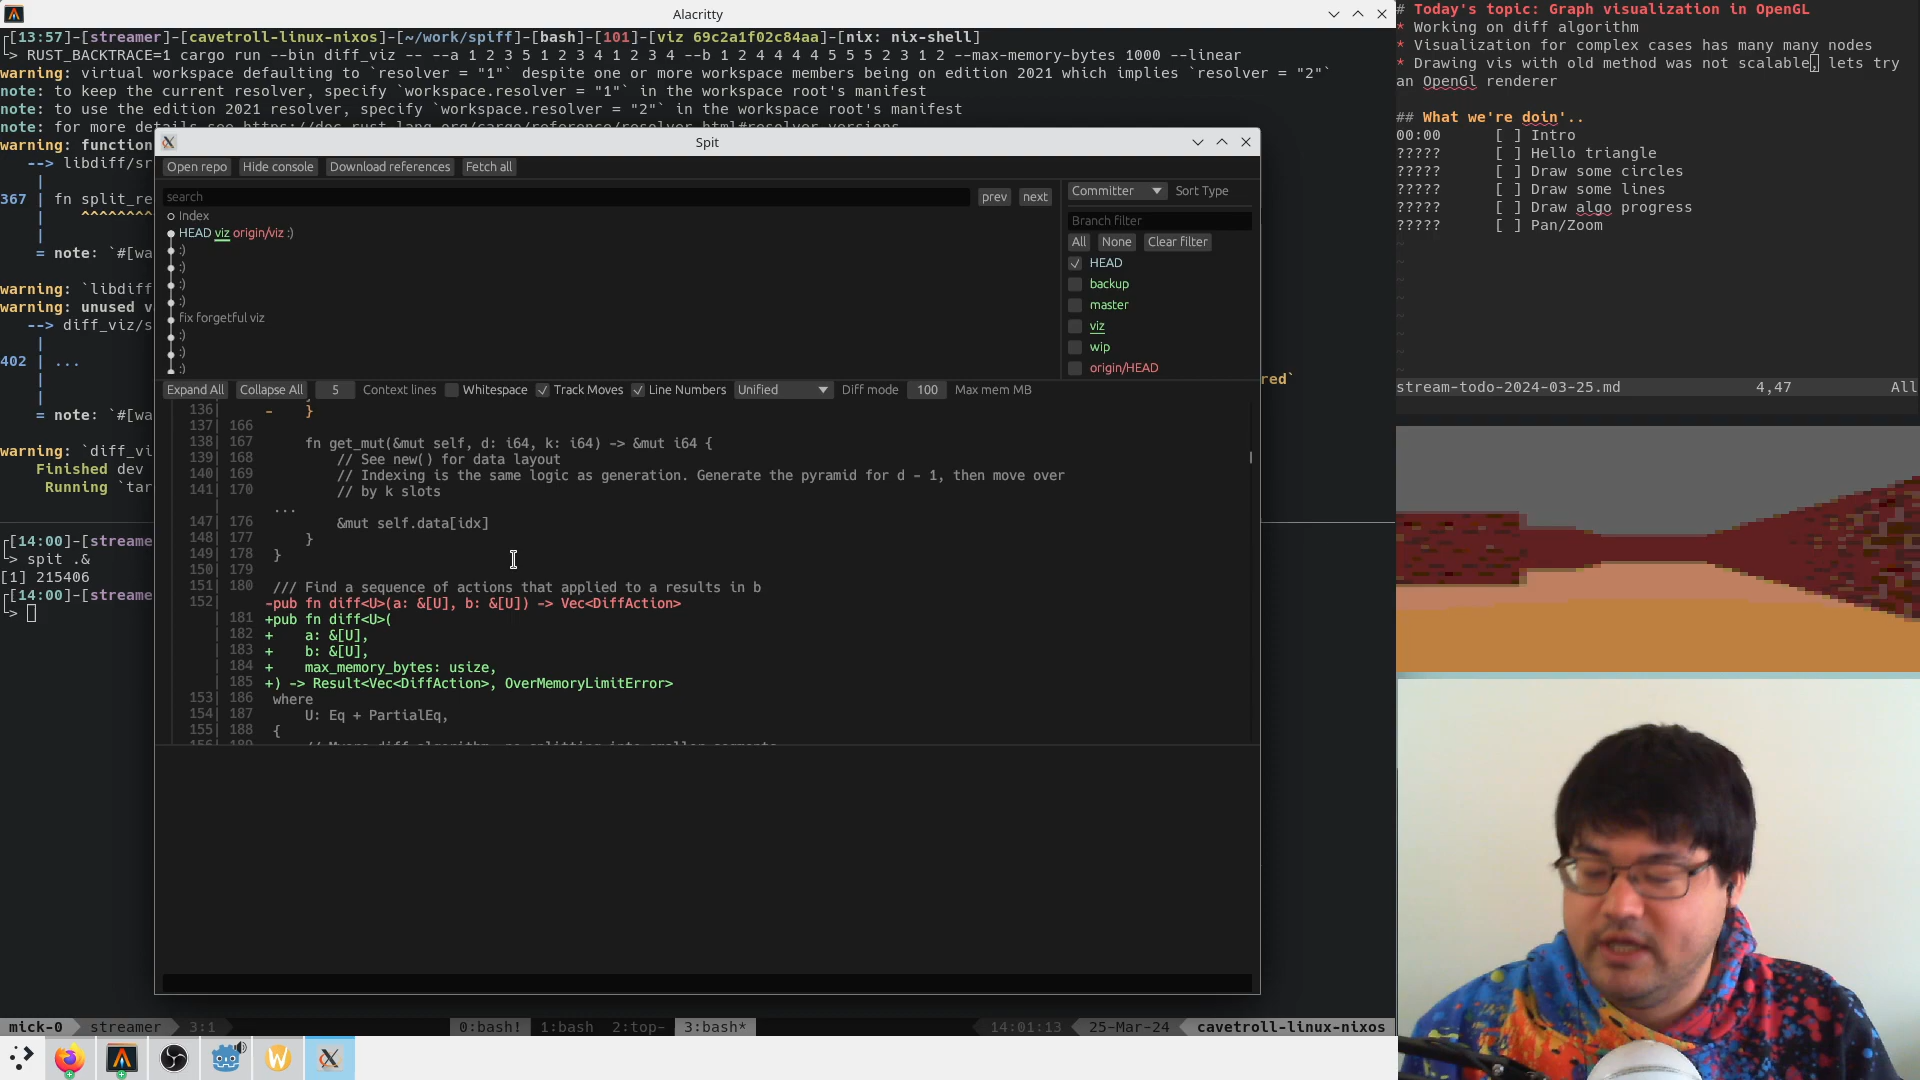 Alacritty
┌[13:57]-[streamer]-[cavetroll-linux-nixos]-[~/work/spiff]-[bash]-[101]-[viz 69c2a1f02c84aa]-[nix: nix-shell]
└> RUST_BACKTRACE=1 cargo run --bin diff_viz -- --a 1 2 3 5 1 2 3 4 1 2 3 4 --b 1 2 4 4 4 4 5 5 5 2 3 1 2 --max-memory-bytes 1000 --linear
warning: virtual workspace defaulting to `resolver = "1"` despite one or more workspace members being on edition 2021 which implies `resolver = "2"`
note: to keep the current resolver, specify `workspace.resolver = "1"` in the workspace root's manifest
note: to use the edition 2021 resolver, specify `workspace.resolver = "2"` in the workspace root's manifest
note: for more details see https://doc.rust-lang.org/cargo/reference/resolver.html#resolver-versions
warning: function
--> libdiff/sr
|
367 | fn split_re
| ^^^^^^^^^
|
= note: `#[wa
warning: `libdiff
warning: unused v
--> diff_viz/s
|
402 | ...
|
|
= note: `#[wa
red`
warning: `diff_vi
Finished dev
Running `tar
┌[14:00]-[streame
└> spit .&
[1] 215406
┌[14:00]-[streame
└>
Spit
Open repo Hide console Download references Fetch all
search prev next
Index
HEAD viz origin/viz :)
:)
:)
:)
:)
fix forgetful viz
:)
:)
:)
Committer Sort Type
Branch filter
All None Clear filter
HEAD
backup
master
viz
wip
origin/HEAD
Expand All Collapse All 5 Context lines Whitespace Track Moves Line Numbers Unified Diff mode 100 Max mem MB
136| - }
137| 166
138| 167 fn get_mut(&mut self, d: i64, k: i64) -> &mut i64 {
139| 168 // See new() for data layout
140| 169 // Indexing is the same logic as generation. Generate the pyramid for d - 1, then move over
141| 170 // by k slots
| ...
147| 176 &mut self.data[idx]
148| 177 }
149| 178 }
150| 179
151| 180 /// Find a sequence of actions that applied to a results in b
152| -pub fn diff<U>(a: &[U], b: &[U]) -> Vec<DiffAction>
| 181 +pub fn diff<U>(
| 182 + a: &[U],
| 183 + b: &[U],
| 184 + max_memory_bytes: usize,
| 185 +) -> Result<Vec<DiffAction>, OverMemoryLimitError>
153| 186 where
154| 187 U: Eq + PartialEq,
155| 188 {
156| 189
mick-0 streamer 3:1 0:bash! 1:bash 2:top- 3:bash* 14:01:13 25-Mar-24 cavetroll-linux-nixos
# Today's topic: Graph visualization in OpenGL
* Working on diff algorithm
* Visualization for complex cases has many many nodes
* Drawing vis with old method was not scalable, lets try
an OpenGl renderer
## What we're doin'..
00:00 [ ] Intro
????? [ ] Hello triangle
????? [ ] Draw some circles
????? [ ] Draw some lines
????? [ ] Draw algo progress
????? [ ] Pan/Zoom
~
~
~
~
~
~
~
~
stream-todo-2024-03-25.md 4,47 All